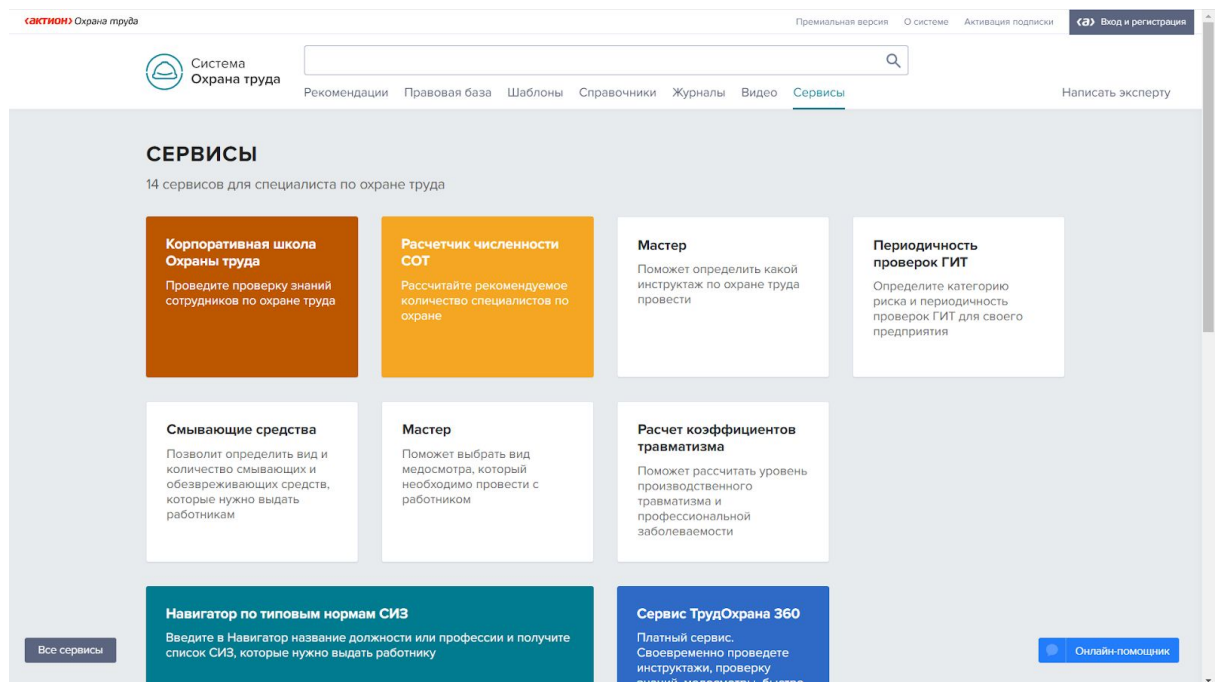 ‹актион› Охрана труда
Премиальная версия О системе Активация подписки ‹а› Вход и регистрация
Система
Охрана труда
Рекомендации Правовая база Шаблоны Справочники Журналы Видео Сервисы Написать эксперту
СЕРВИСЫ
14 сервисов для специалиста по охране труда
Корпоративная школа
Охраны труда
Проведите проверку знаний
сотрудников по охране труда
Расчетчик численности
СОТ
Рассчитайте рекомендуемое
количество специалистов по
охране
Мастер
Поможет определить какой
инструктаж по охране труда
провести
Периодичность
проверок ГИТ
Определите категорию
риска и периодичность
проверок ГИТ для своего
предприятия
Смывающие средства
Позволит определить вид и
количество смывающих и
обезвреживающих средств,
которые нужно выдать
работникам
Мастер
Поможет выбрать вид
медосмотра, который
необходимо провести с
работником
Расчет коэффициентов
травматизма
Поможет рассчитать уровень
производственного
травматизма и
профессиональной
заболеваемости
Навигатор по типовым нормам СИЗ
Введите в Навигатор название должности или профессии и получите
список СИЗ, которые нужно выдать работнику
Сервис ТрудОхрана 360
Платный сервис.
Своевременно проведете
инструктажи, проверку
знаний, медосмотры, быстро
Все сервисы
Онлайн-помощник